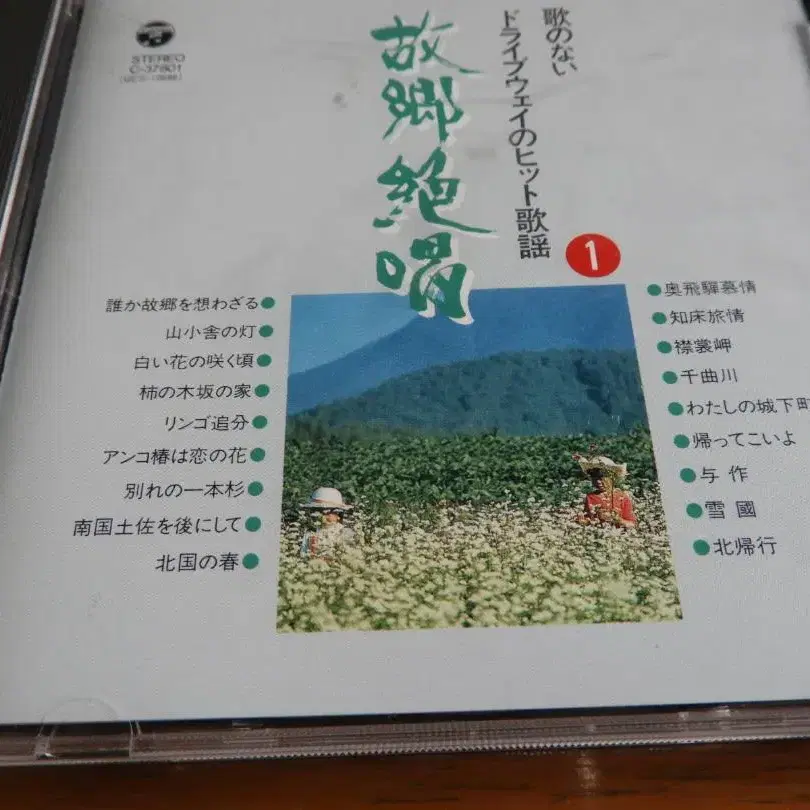 STEREO
C-37801
歌のない
ドライブウェイのヒット歌謡
1
故郷絶唱
誰か故郷を想わざる
山小舎の灯
白い花の咲く頃
柿の木坂の家
リンゴ追分
アンコ椿は恋の花
別れの一本杉
南国土佐を後にして
北国の春
奥飛騨慕情
知床旅情
襟裳岬
千曲川
わたしの城下町
帰ってこいよ
与作
雪國
北帰行